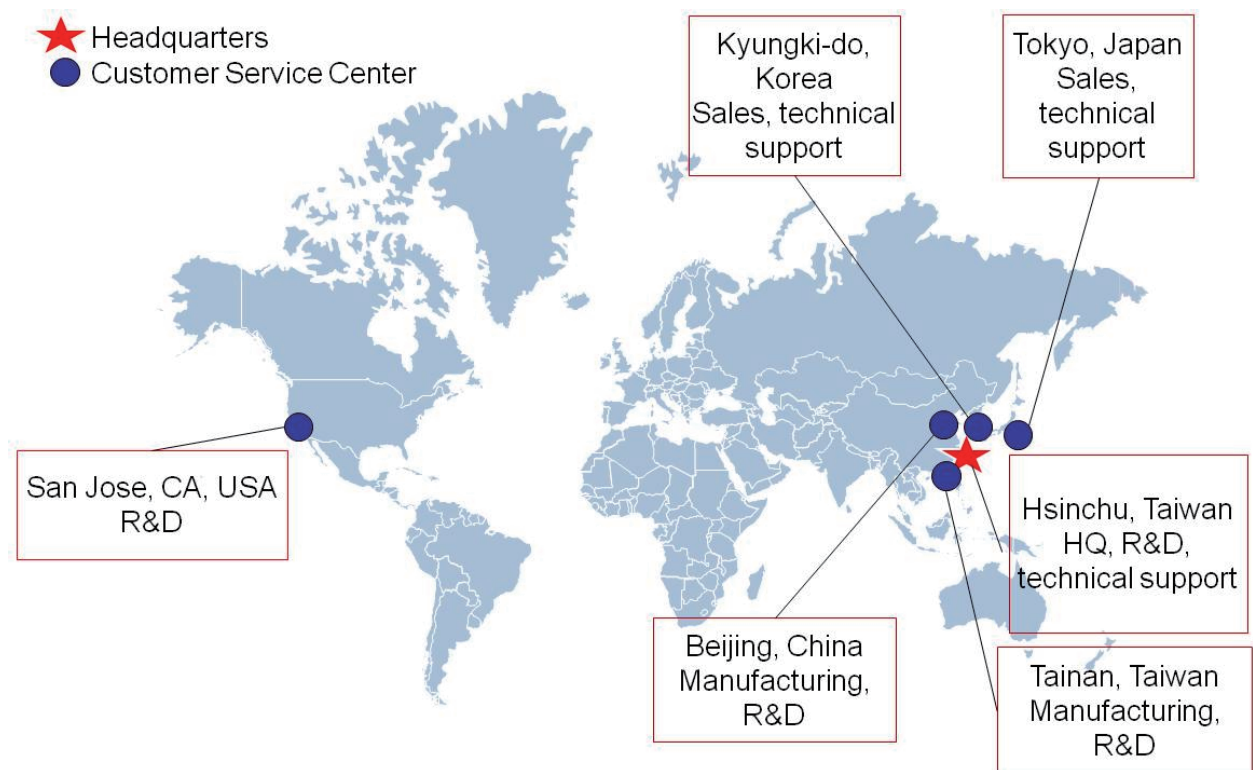 Headquarters
Customer Service Center
Kyungki-do,
Korea
Sales, technical
support
Tokyo, Japan
Sales,
technical
support
San Jose, CA, USA
R&D
Hsinchu, Taiwan
HQ, R&D,
technical support
Beijing, China
Manufacturing,
R&D
Tainan, Taiwan
Manufacturing,
R&D